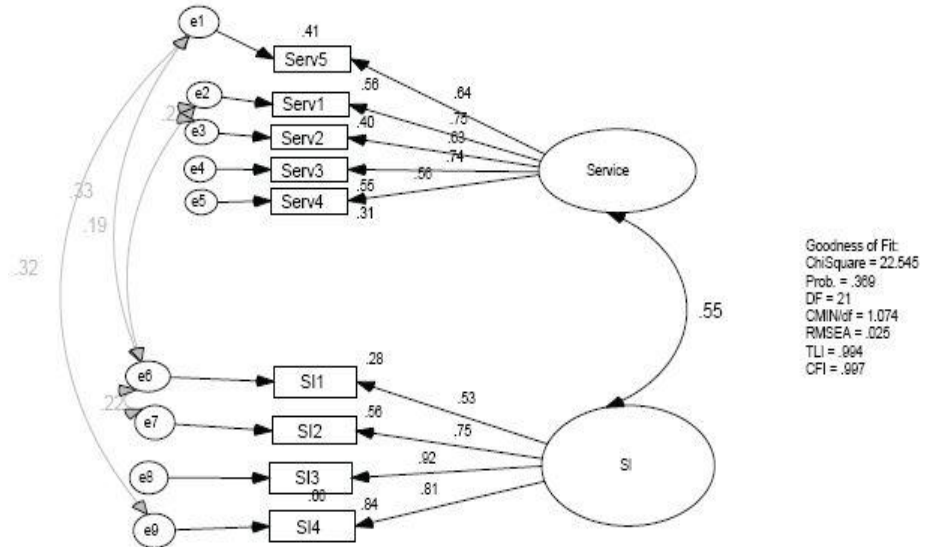 e1
.41
Serv5
.64
e2
.56
Serv1
.75
.2
e3
.40
Serv2
.63
.74
e4
Serv3
.56
e5
.55
Serv4
.31
Service
.33
.19
.32
.55
Goodness of Fit:
ChiSquare = 22.545
Prob. = .369
DF = 21
CMIN/df = 1.074
RMSEA = .025
TLI = .994
CFI = .997
.28
e6
SI1
.53
.22
.56
e7
SI2
.75
.92
SI
e8
SI3
.81
.84
e9
SI4